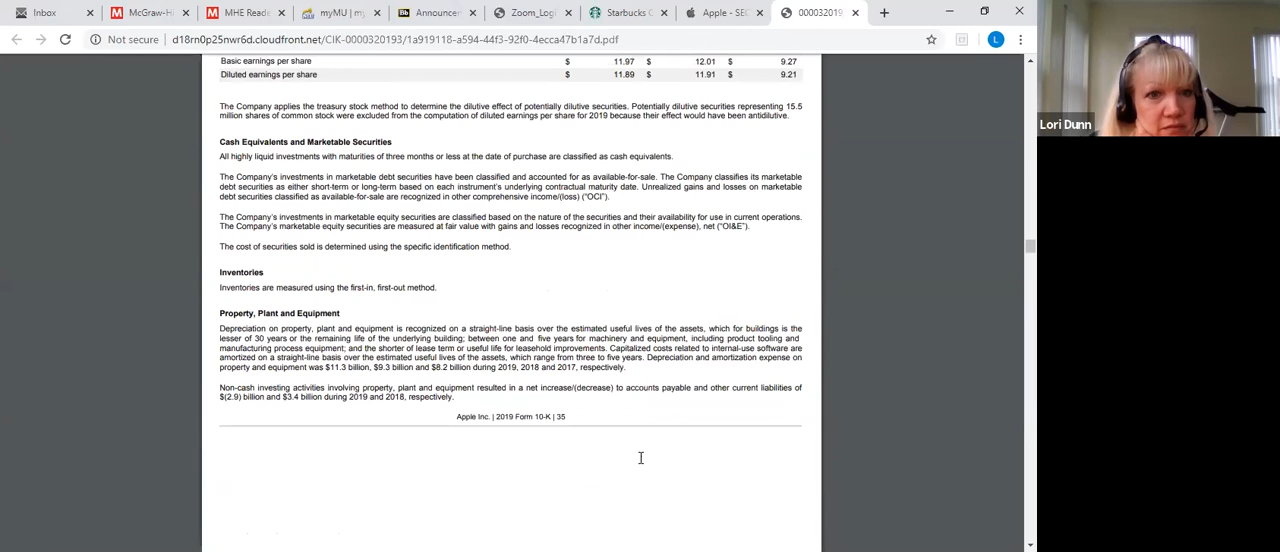 Inbox
McGraw-Hi
MHE Reade
myMU | my
Announcer
Zoom_Logi
Starbucks C
Apple - SEC
0000320193
Not secure | d18rn0p25nwr6d.cloudfront.net/CIK-0000320193/1a919118-a594-44f3-92f0-4ecca47b1a7d.pdf
L
Basic earnings per share $ 11.97 $ 12.01 $ 9.27
Diluted earnings per share $ 11.89 $ 11.91 $ 9.21
The Company applies the treasury stock method to determine the dilutive effect of potentially dilutive securities. Potentially dilutive securities representing 15.5
million shares of common stock were excluded from the computation of diluted earnings per share for 2019 because their effect would have been antidilutive.
Cash Equivalents and Marketable Securities
All highly liquid investments with maturities of three months or less at the date of purchase are classified as cash equivalents.
The Company's investments in marketable debt securities have been classified and accounted for as available-for-sale. The Company classifies its marketable
debt securities as either short-term or long-term based on each instrument's underlying contractual maturity date. Unrealized gains and losses on marketable
debt securities classified as available-for-sale are recognized in other comprehensive income/(loss) ("OCI").
The Company's investments in marketable equity securities are classified based on the nature of the securities and their availability for use in current operations.
The Company's marketable equity securities are measured at fair value with gains and losses recognized in other income/(expense), net ("OI&E").
The cost of securities sold is determined using the specific identification method.
Inventories
Inventories are measured using the first-in, first-out method.
Property, Plant and Equipment
Depreciation on property, plant and equipment is recognized on a straight-line basis over the estimated useful lives of the assets, which for buildings is the
lesser of 30 years or the remaining life of the underlying building; between one and five years for machinery and equipment, including product tooling and
manufacturing process equipment; and the shorter of lease term or useful life for leasehold improvements. Capitalized costs related to internal-use software are
amortized on a straight-line basis over the estimated useful lives of the assets, which range from three to five years. Depreciation and amortization expense on
property and equipment was $11.3 billion, $9.3 billion and $8.2 billion during 2019, 2018 and 2017, respectively.
Non-cash investing activities involving property, plant and equipment resulted in a net increase/(decrease) to accounts payable and other current liabilities of
$(2.9) billion and $3.4 billion during 2019 and 2018, respectively.
Apple Inc. | 2019 Form 10-K | 35
Lori Dunn